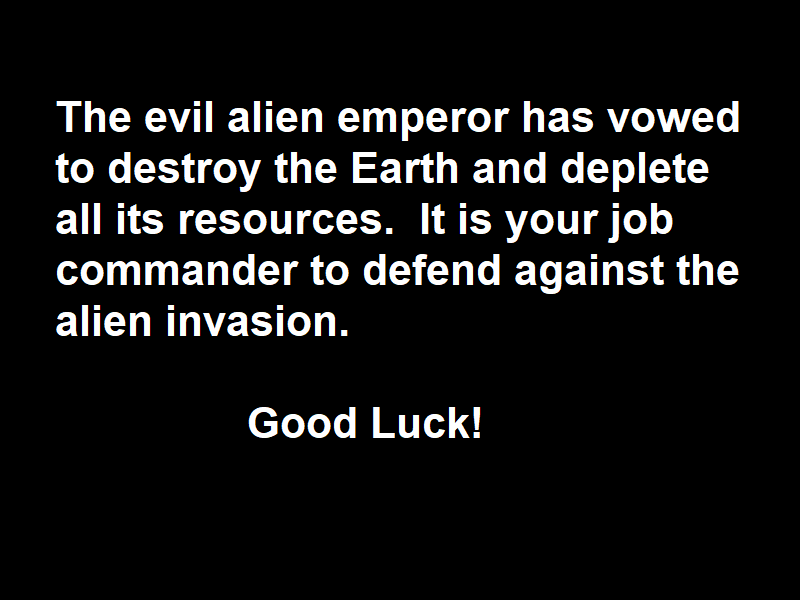 The evil alien emperor has vowed
to destroy the Earth and deplete
all its resources.  It is your job
commander to defend against the
alien invasion.
Good Luck!